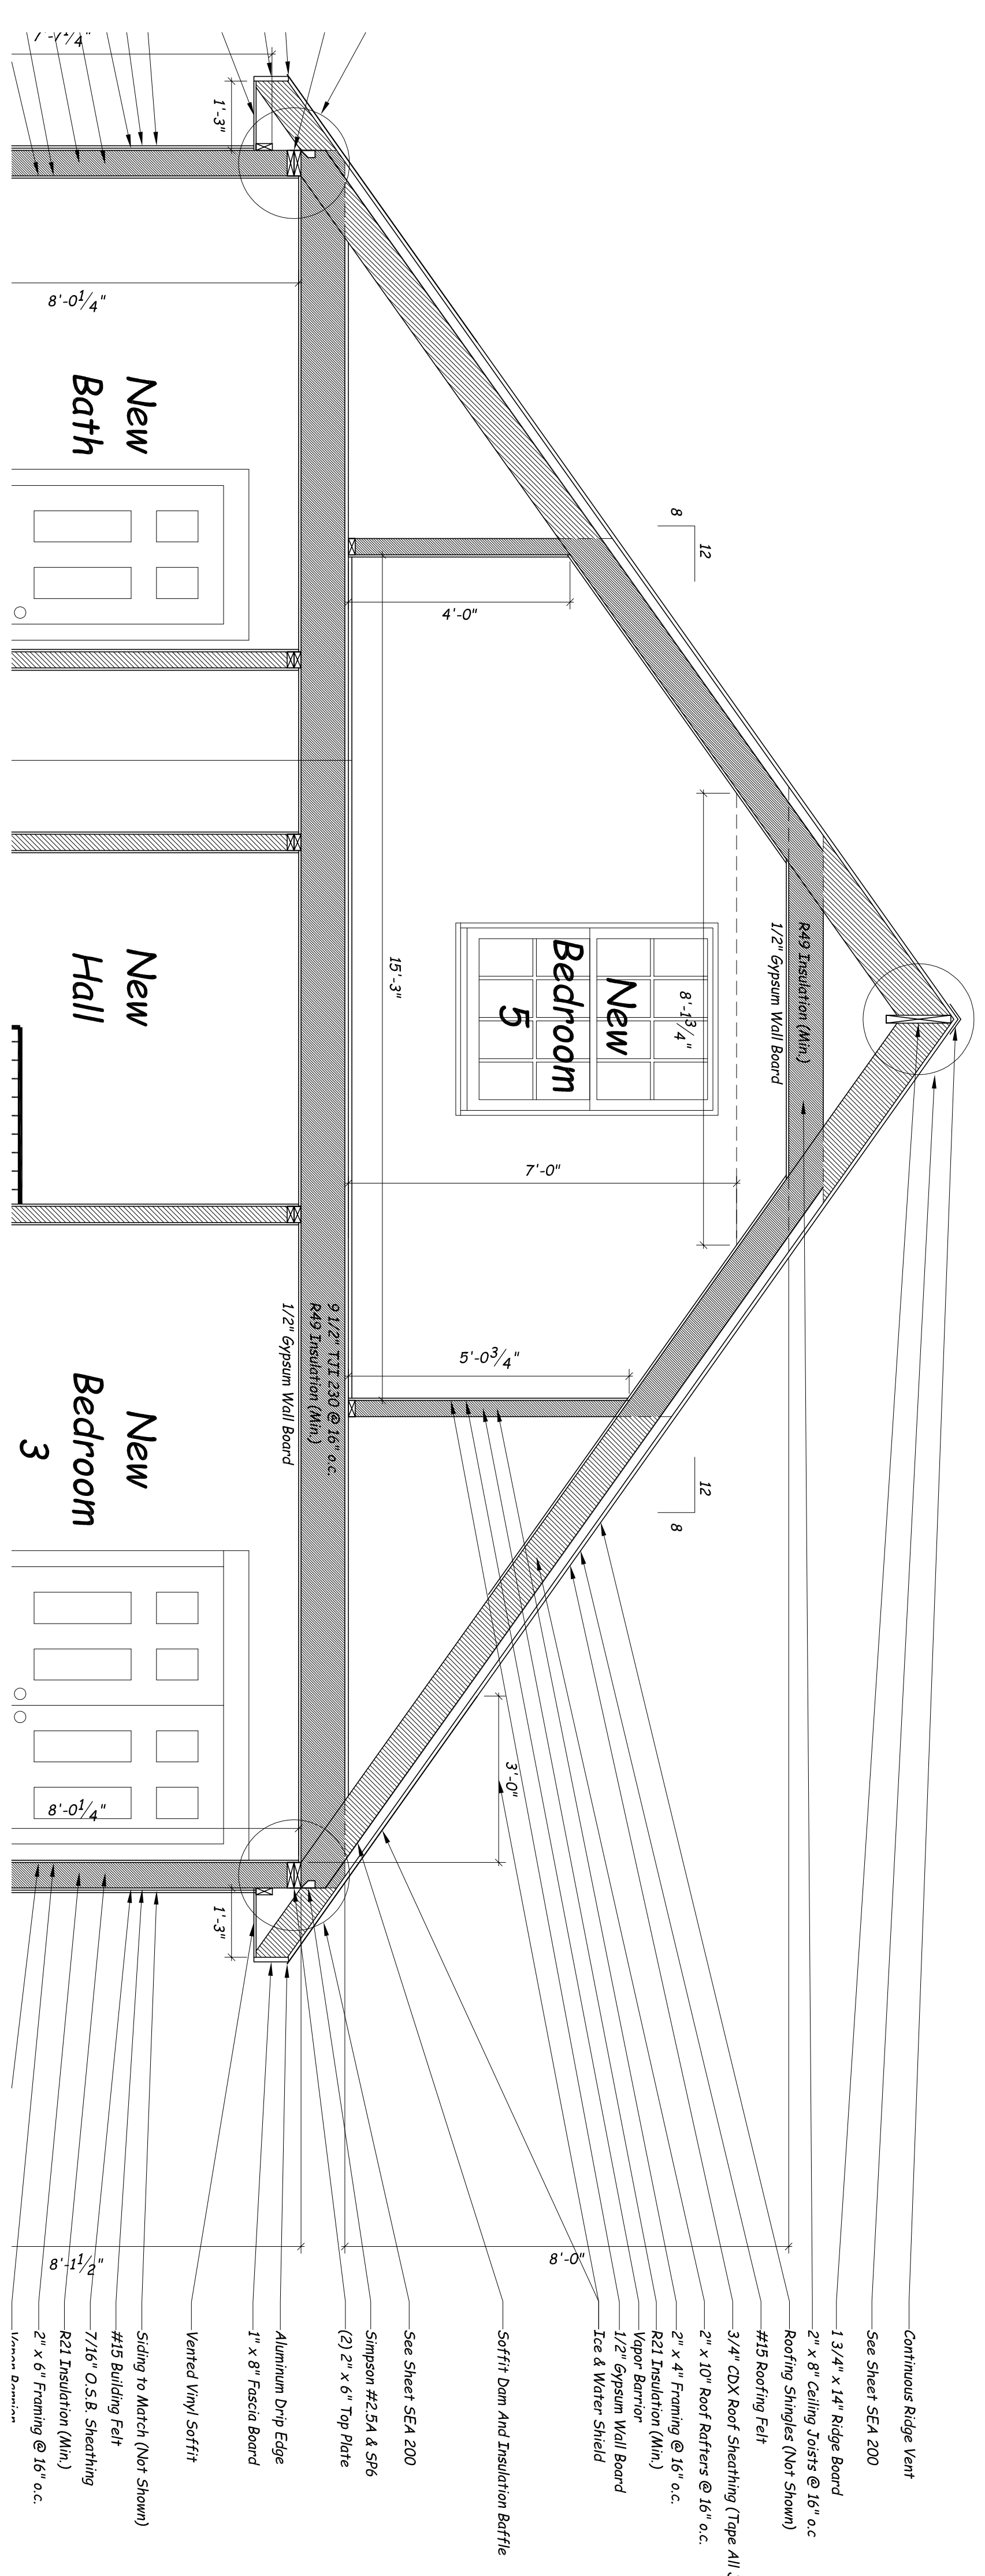 Continuous Ridge Vent
See Sheet SEA 200
1 3/4" x 14" Ridge Board
2" x 8" Ceiling Joists @ 16" o.c
Roofing Shingles (Not Shown)
#15 Roofing Felt
3/4" CDX Roof Sheathing (Tape All
2" x 10" Roof Rafters @ 16" o.c.
2" x 4" Framing @ 16" o.c.
R21 Insulation (Min.)
Vapor Barrier
1/2" Gypsum Wall Board
Ice & Water Shield
Soffit Dam And Insulation Baffle
See Sheet SEA 200
Simpson #2.5A & SP6
(2) 2" x 6" Top Plate
Aluminum Drip Edge
1" x 8" Fascia Board
Vented Vinyl Soffit
Siding to Match (Not Shown)
#15 Building Felt
7/16" O.S.B. Sheathing
R21 Insulation (Min.)
2" x 6" Framing @ 16" o.c.
R49 Insulation (Min.)
1/2" Gypsum Wall Board
8'-1 3/4"
12
8
12
8
New
Bedroom
5
7'-0"
4'-0"
5'-0 3/4"
15'-3"
3'-0"
8'-0"
9 1/2" TJI 230 @ 16" o.c.
R49 Insulation (Min.)
1/2" Gypsum Wall Board
1'-3"
1'-3"
7'-7 1/4"
8'-0 1/4"
8'-0 1/4"
8'-1 1/2"
New
Bath
New
Hall
New
Bedroom
3